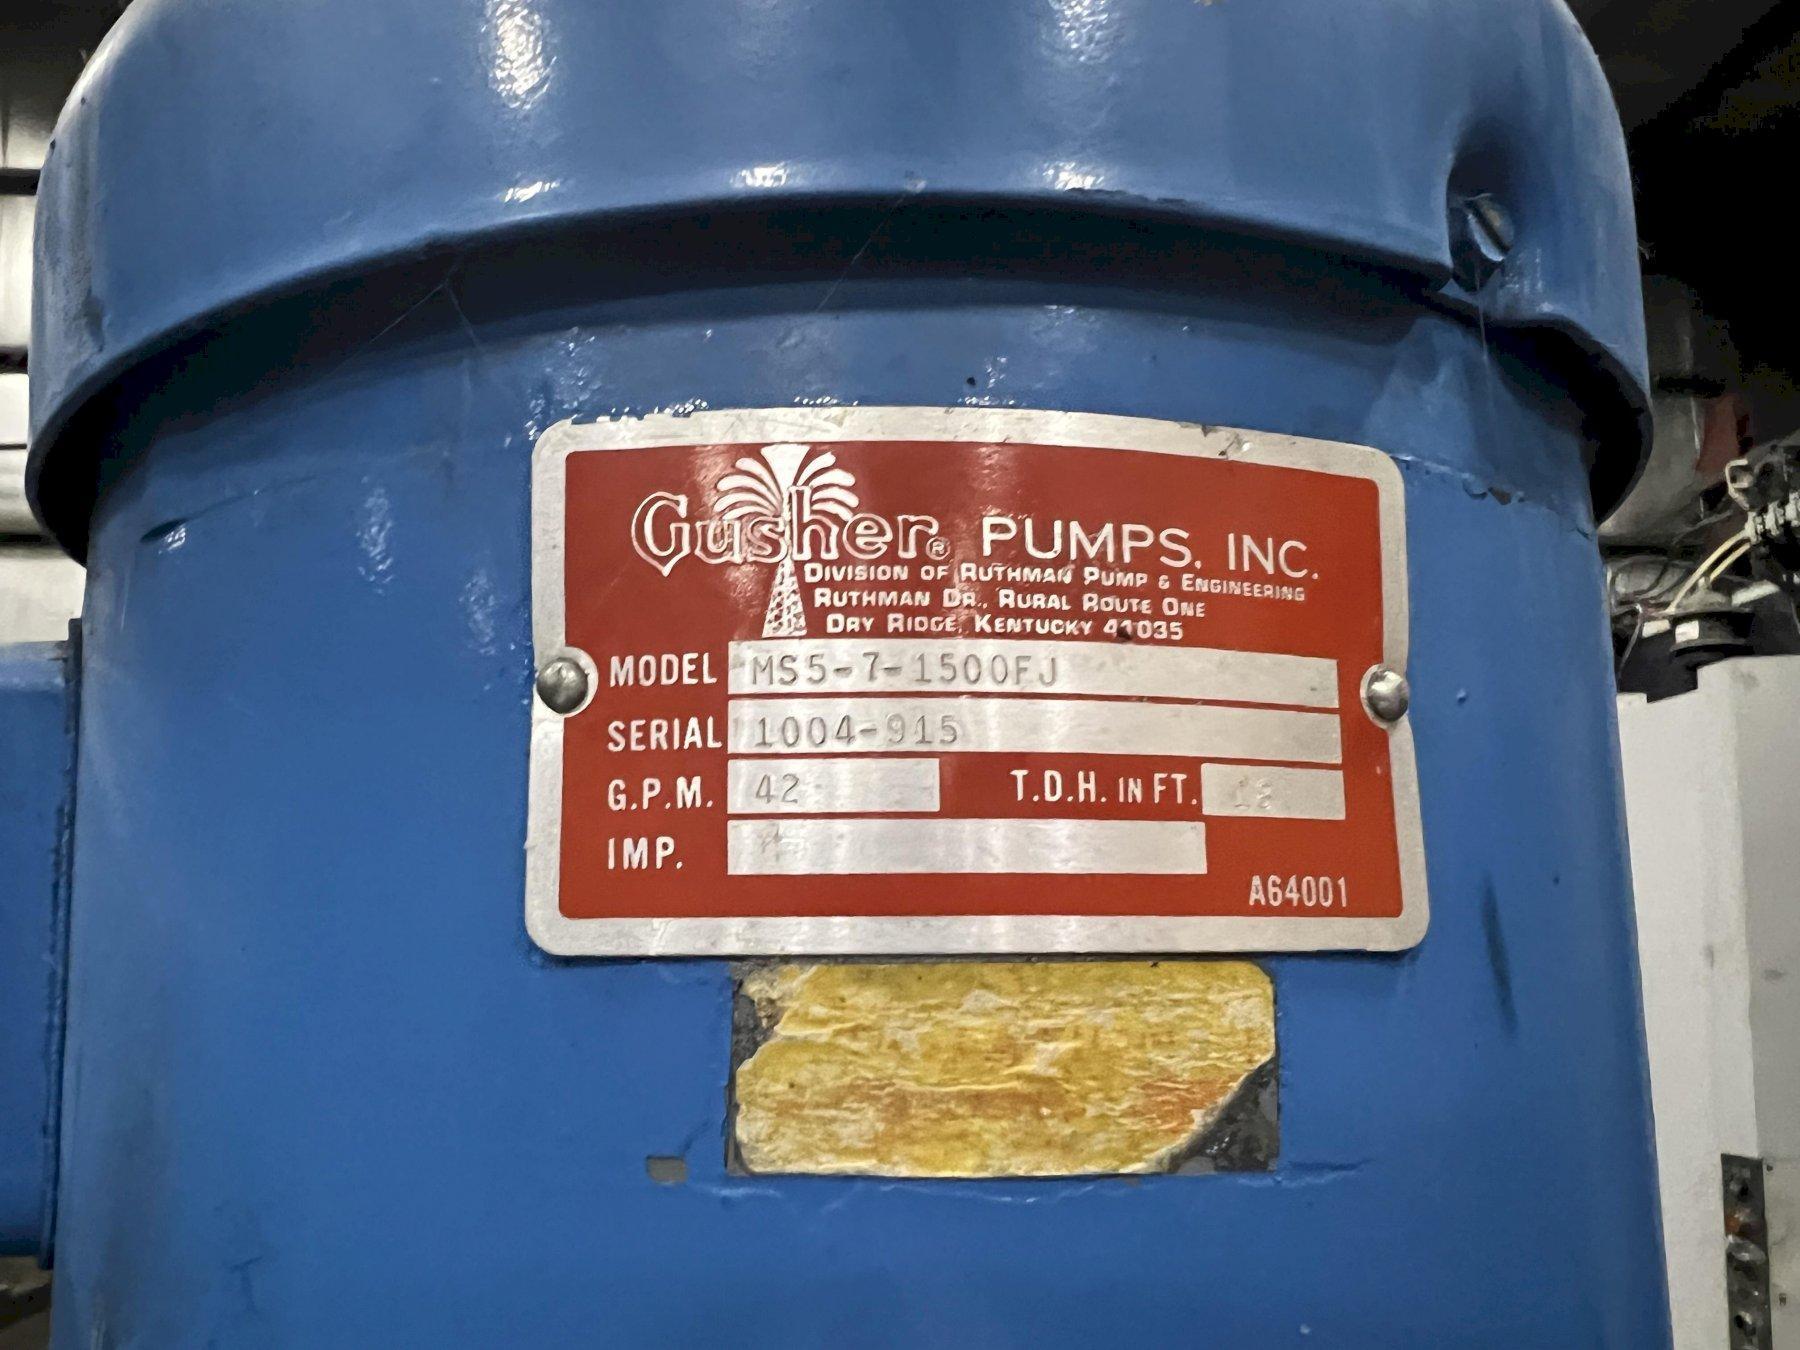 Gusher® PUMPS, INC.
DIVISION OF RUTHMAN PUMP & ENGINEERING
RUTHMAN DR., RURAL ROUTE ONE
DRY RIDGE, KENTUCKY 41035
MODEL MS5-7-1500FJ
SERIAL 1004-915
G.P.M. 42 T.D.H. IN FT.
IMP.
A64001